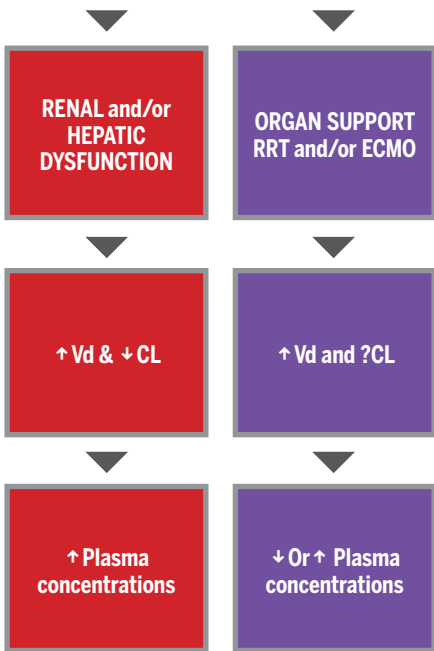 RENAL and/or
HEPATIC
DYSFUNCTION
ORGAN SUPPORT
RRT and/or ECMO
↑ Vd & ↓ CL
↑ Vd and ?CL
↑ Plasma
concentrations
↓ Or ↑ Plasma
concentrations